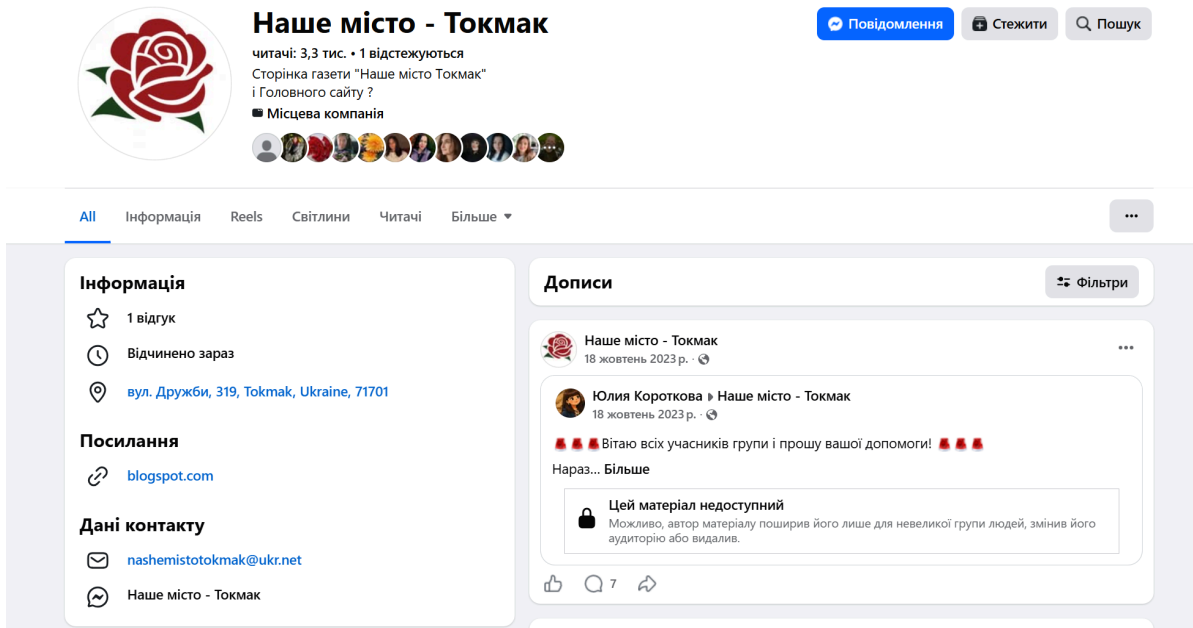 Наше місто - Токмак
читачі: 3,3 тис. • 1 відстежуються
Сторінка газети "Наше місто Токмак"
і Головного сайту ?
Місцева компанія
Повідомлення
Стежити
Пошук
All
Інформація
Reels
Світлини
Читачі
Більше
Інформація
1 відгук
Відчинено зараз
вул. Дружби, 319, Tokmak, Ukraine, 71701
Посилання
blogspot.com
Дані контакту
nashemistotokmak@ukr.net
Наше місто - Токмак
Дописи
Фільтри
Наше місто - Токмак
18 жовтень 2023 р. ·
Юлия Короткова ▸ Наше місто - Токмак
18 жовтень 2023 р. ·
Вітаю всіх учасників групи і прошу вашої допомоги!
Нараз... Більше
Цей матеріал недоступний
Можливо, автор матеріалу поширив його лише для невеликої групи людей, змінив його
аудиторію або видалив.
7